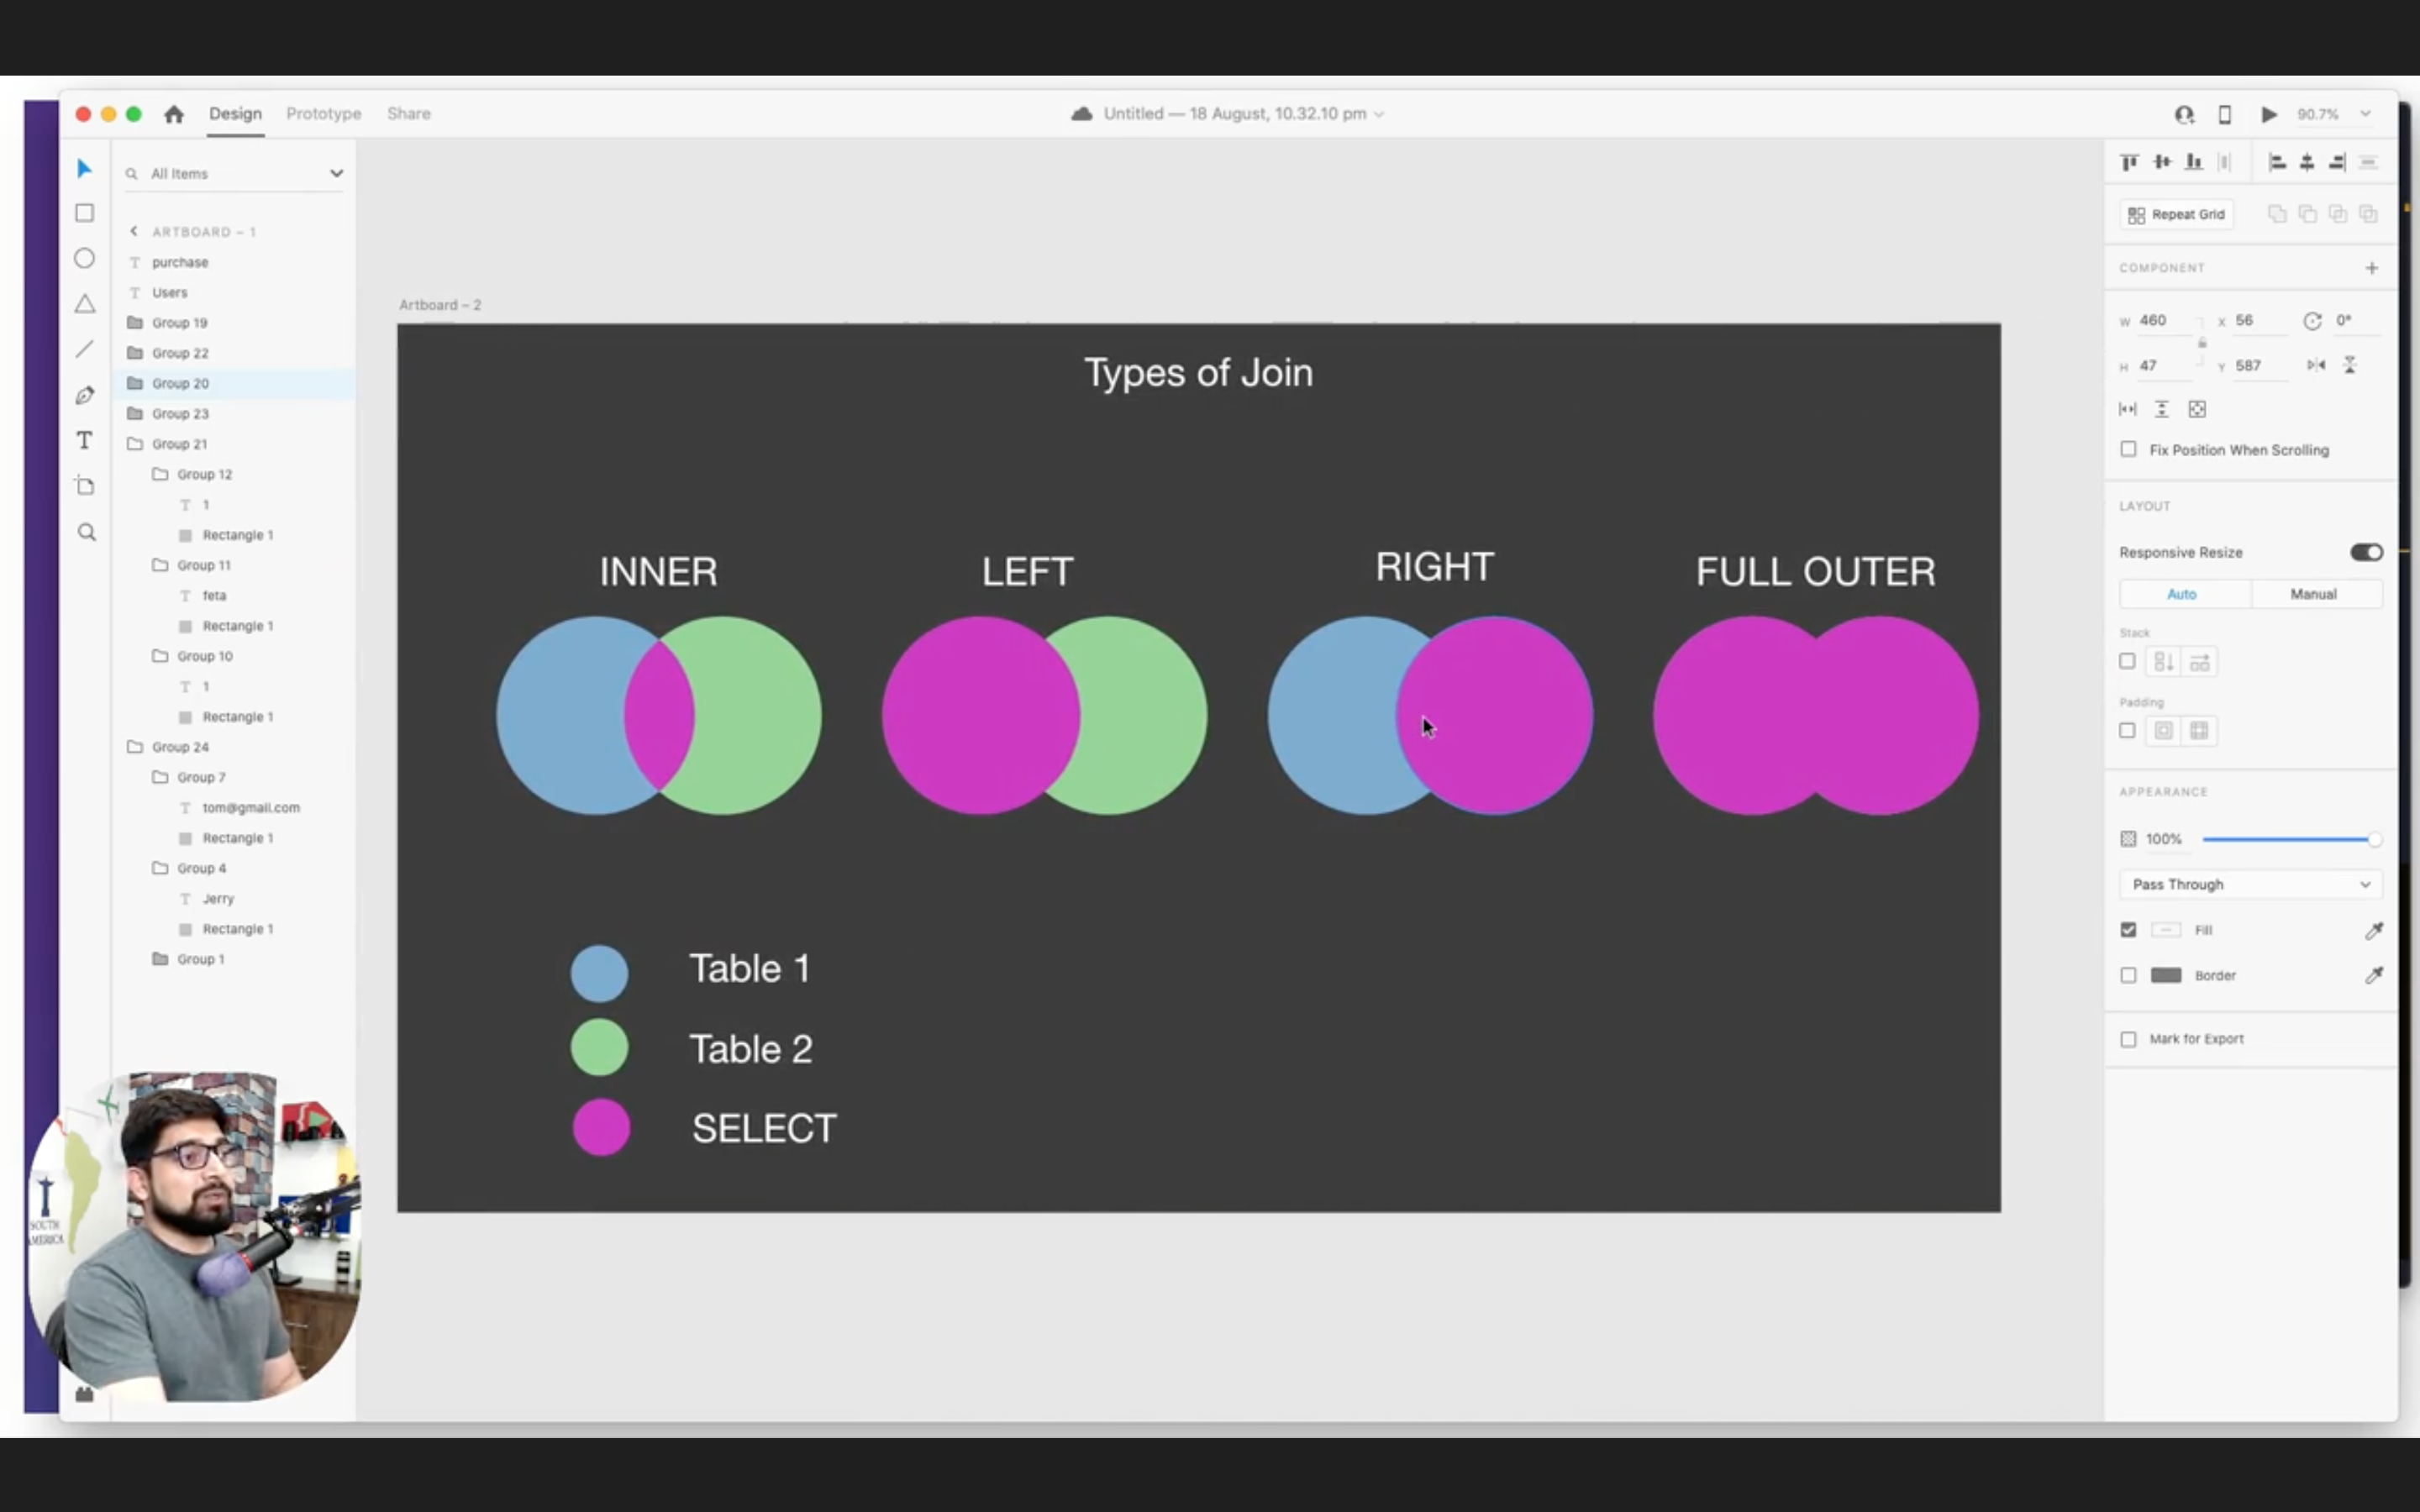 Design Prototype Share
Untitled — 18 August, 10.32.10 pm
90.7%
All Items
ARTBOARD – 1
purchase
Users
Group 19
Group 22
Group 20
Group 23
Group 21
Group 12
1
Rectangle 1
Group 11
feta
Rectangle 1
Group 10
1
Rectangle 1
Group 24
Group 7
tom@gmail.com
Rectangle 1
Group 4
Jerry
Rectangle 1
Group 1
Artboard – 2
Types of Join
INNER LEFT RIGHT FULL OUTER
Table 1
Table 2
SELECT
SOUTH
AMERICA
Repeat Grid
COMPONENT
W 460 X 56 0°
H 47 Y 587
Fix Position When Scrolling
LAYOUT
Responsive Resize
Auto Manual
Stack
Padding
APPEARANCE
100%
Pass Through
Fill
Border
Mark for Export